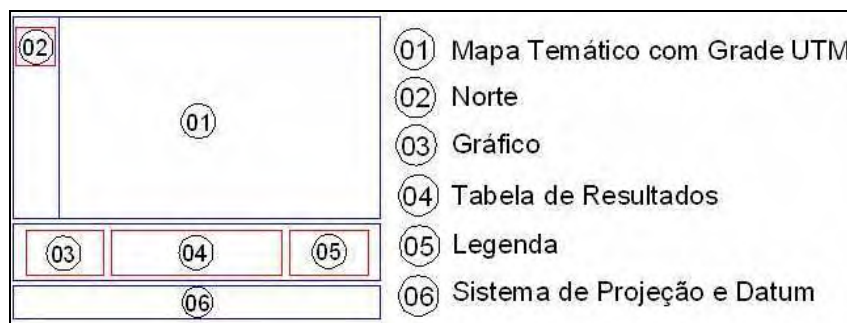 02
01
03
04
05
06
01 Mapa Temático com Grade UTM
02 Norte
03 Gráfico
04 Tabela de Resultados
05 Legenda
06 Sistema de Projeção e Datum